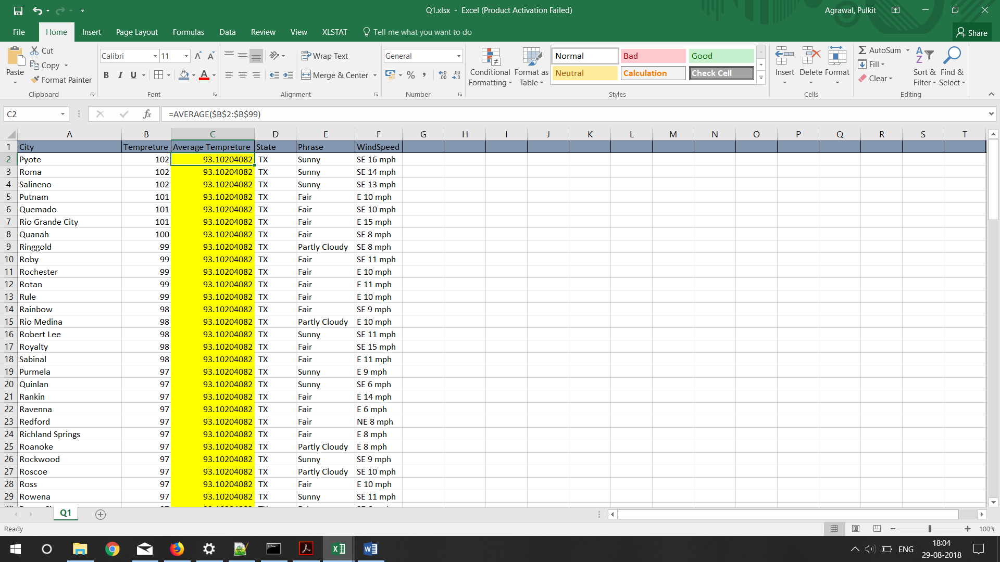 Q1.xlsx - Excel (Product Activation Failed)
Agrawal, Pulkit
File Home Insert Page Layout Formulas Data Review View XLSTAT Tell me what you want to do Share
Paste Cut Copy Format Painter Clipboard
Calibri 11 B I U Font
Wrap Text Merge & Center Alignment
General % Number
Conditional Formatting Format as Table
Normal Bad Good
Neutral Calculation Check Cell
Styles
Insert Delete Format Cells
AutoSum Fill Clear Sort & Filter Find & Select Editing
C2 fx =AVERAGE($B$2:$B$99)
A B C D E F G H I J K L M N O P Q R S T
1 City Tempreture Average Tempreture State Phrase WindSpeed
2 Pyote 102 93.10204082 TX Sunny SE 16 mph
3 Roma 102 93.10204082 TX Sunny SE 14 mph
4 Salineno 102 93.10204082 TX Sunny SE 13 mph
5 Putnam 101 93.10204082 TX Fair E 10 mph
6 Quemado 101 93.10204082 TX Fair SE 10 mph
7 Rio Grande City 101 93.10204082 TX Fair E 15 mph
8 Quanah 100 93.10204082 TX Fair SE 8 mph
9 Ringgold 99 93.10204082 TX Partly Cloudy SE 8 mph
10 Roby 99 93.10204082 TX Fair SE 11 mph
11 Rochester 99 93.10204082 TX Fair E 10 mph
12 Rotan 99 93.10204082 TX Fair E 11 mph
13 Rule 99 93.10204082 TX Fair E 10 mph
14 Rainbow 98 93.10204082 TX Fair SE 9 mph
15 Rio Medina 98 93.10204082 TX Partly Cloudy E 10 mph
16 Robert Lee 98 93.10204082 TX Sunny SE 11 mph
17 Royalty 98 93.10204082 TX Fair SE 15 mph
18 Sabinal 98 93.10204082 TX Fair E 11 mph
19 Purmela 97 93.10204082 TX Sunny E 9 mph
20 Quinlan 97 93.10204082 TX Sunny SE 6 mph
21 Rankin 97 93.10204082 TX Fair E 14 mph
22 Ravenna 97 93.10204082 TX Fair E 6 mph
23 Redford 97 93.10204082 TX Fair NE 8 mph
24 Richland Springs 97 93.10204082 TX Fair E 8 mph
25 Roanoke 97 93.10204082 TX Partly Cloudy E 8 mph
26 Rockwood 97 93.10204082 TX Sunny SE 9 mph
27 Roscoe 97 93.10204082 TX Partly Cloudy SE 10 mph
28 Ross 97 93.10204082 TX Fair E 10 mph
29 Rowena 97 93.10204082 TX Sunny SE 11 mph
Q1
Ready 100%
ENG 18:04
29-08-2018